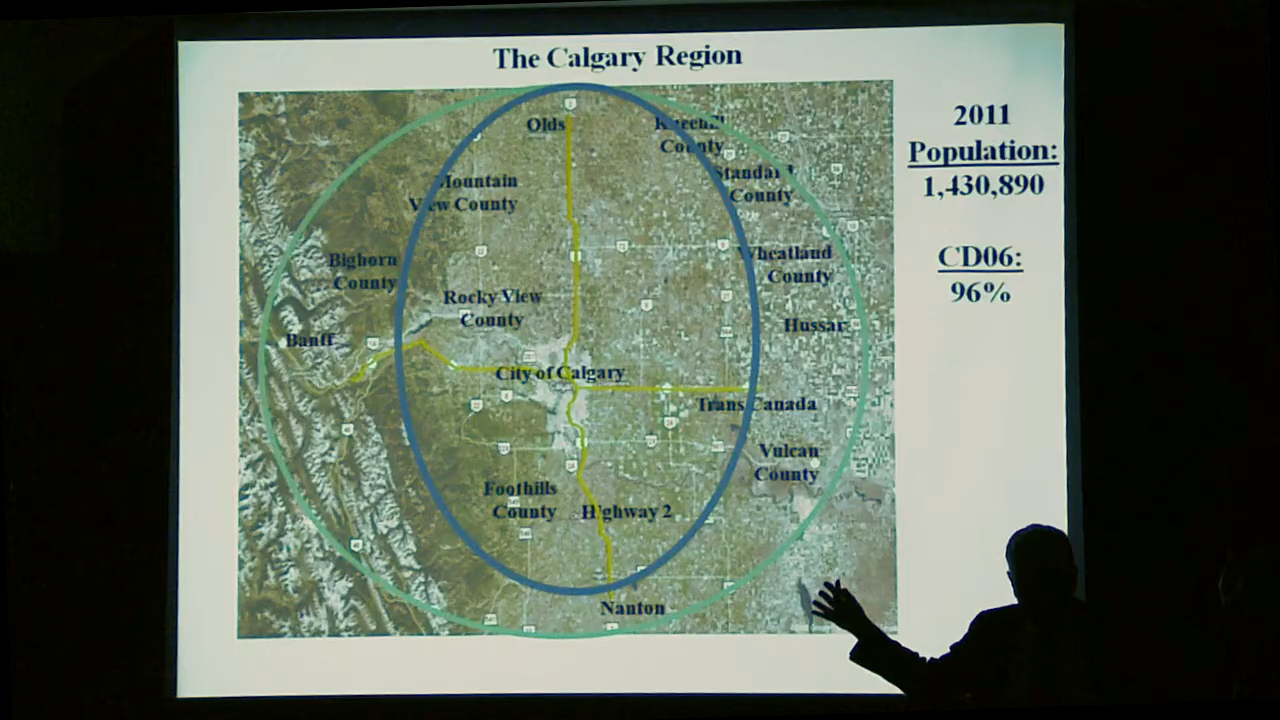 The Calgary Region
Olds
Kneehill
County
Standard
County
Mountain
View County
Wheatland
County
Bighorn
County
Rocky View
County
Hussar
Banff
City of Calgary
Trans Canada
Vulcan
County
Foothills
County
Highway 2
Nanton
2011
Population:
1,430,890
CD06:
96%